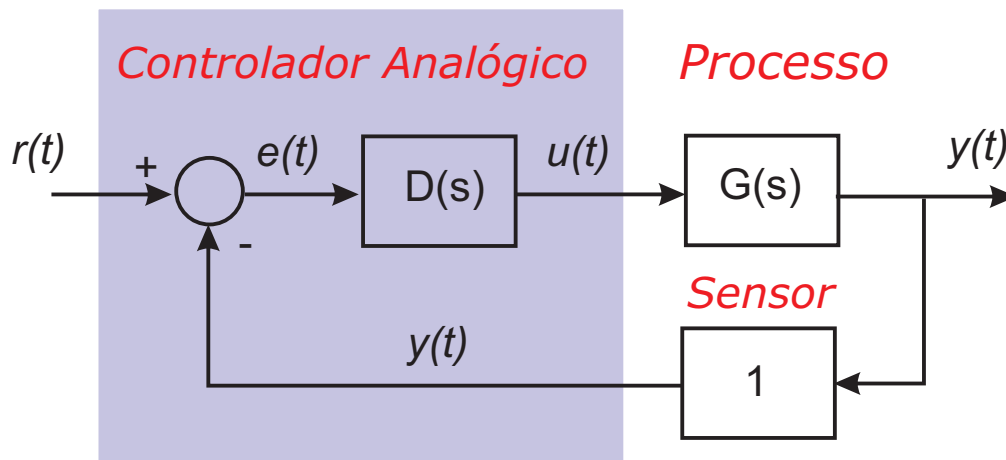 Controlador Analógico
Processo
r(t)
+
e(t)
D(s)
u(t)
G(s)
y(t)
-
Sensor
y(t)
1